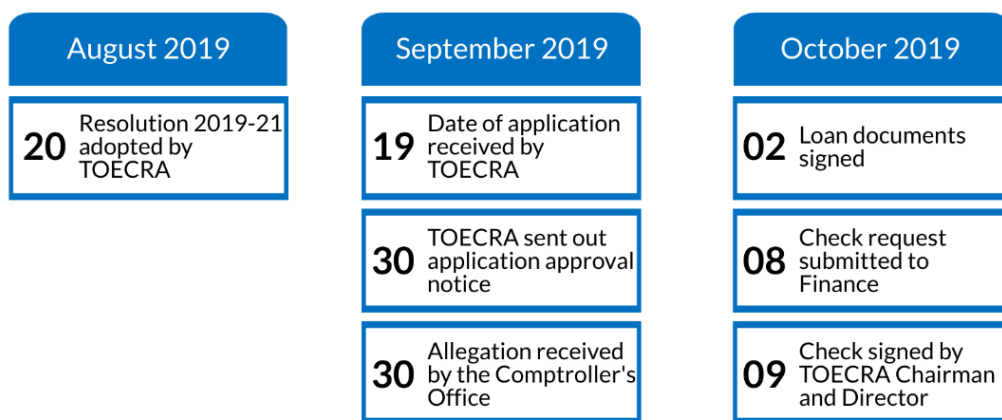 August 2019
20
Resolution 2019-21
adopted by
TOECRA
September 2019
19
Date of application
received by
TOECRA
30
TOECRA sent out
application approval
notice
30
Allegation received
by the Comptroller's
Office
October 2019
02
Loan documents
signed
08
Check request
submitted to
Finance
09
Check signed by
TOECRA Chairman
and Director